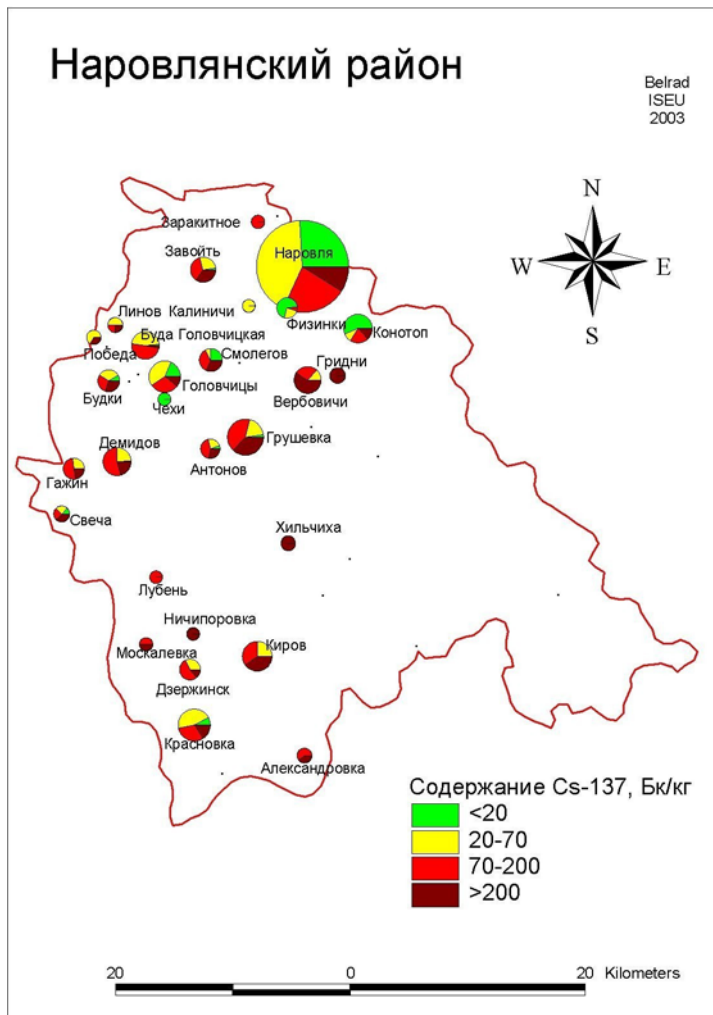 Наровлянский район
Belrad
ISEU
2003
N
W
E
S
Заракитное
Завойть
Наровля
Линов
Калиничи
Физинки
Конотоп
Буда Головчицкая
Победа
Смолегов
Гридни
Будки
Головчицы
Вербовичи
Чехи
Грушевка
Демидов
Антонов
Гажин
Свеча
Хильчиха
Лубень
Ничипоровка
Москалевка
Киров
Дзержинск
Красновка
Александровка
Содержание Cs-137, Бк/кг
<20
20-70
70-200
>200
20
0
20
Kilometers